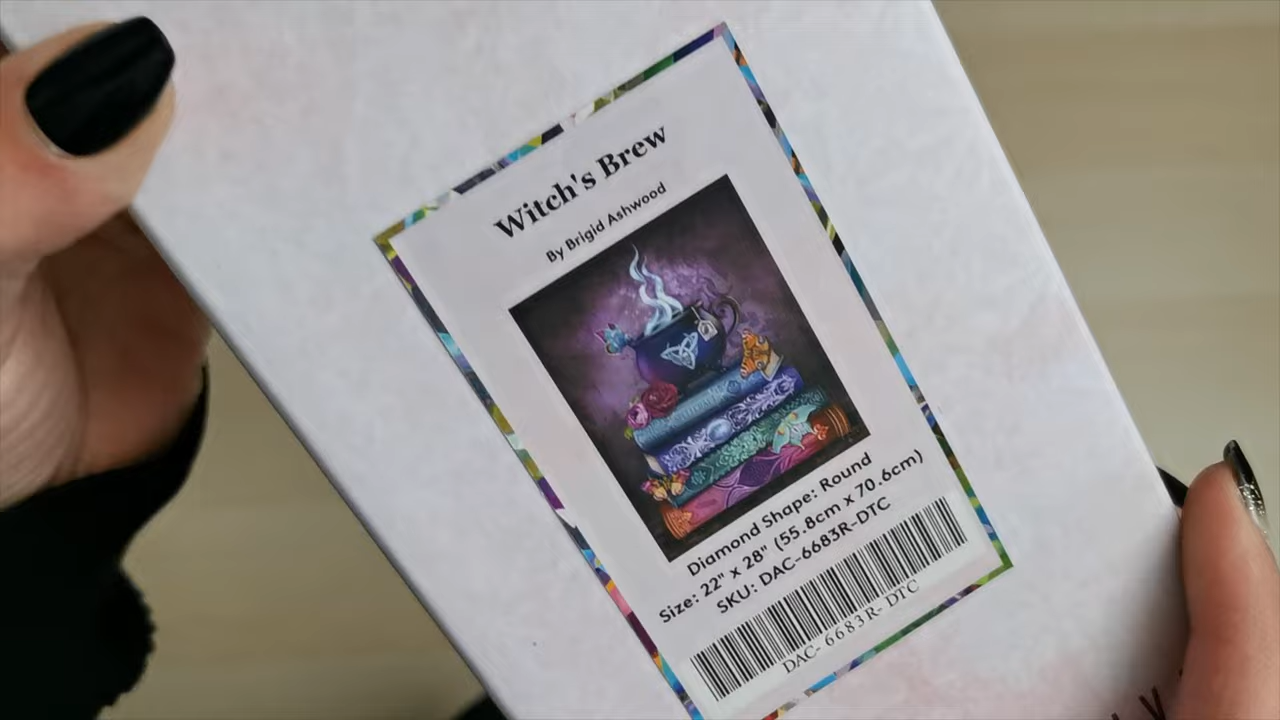 Witch's Brew
By Brigid Ashwood
Diamond Shape: Round
Size: 22" x 28" (55.8cm x 70.6cm)
SKU: DAC-6683R-DTC
DAC- 6683R- DTC